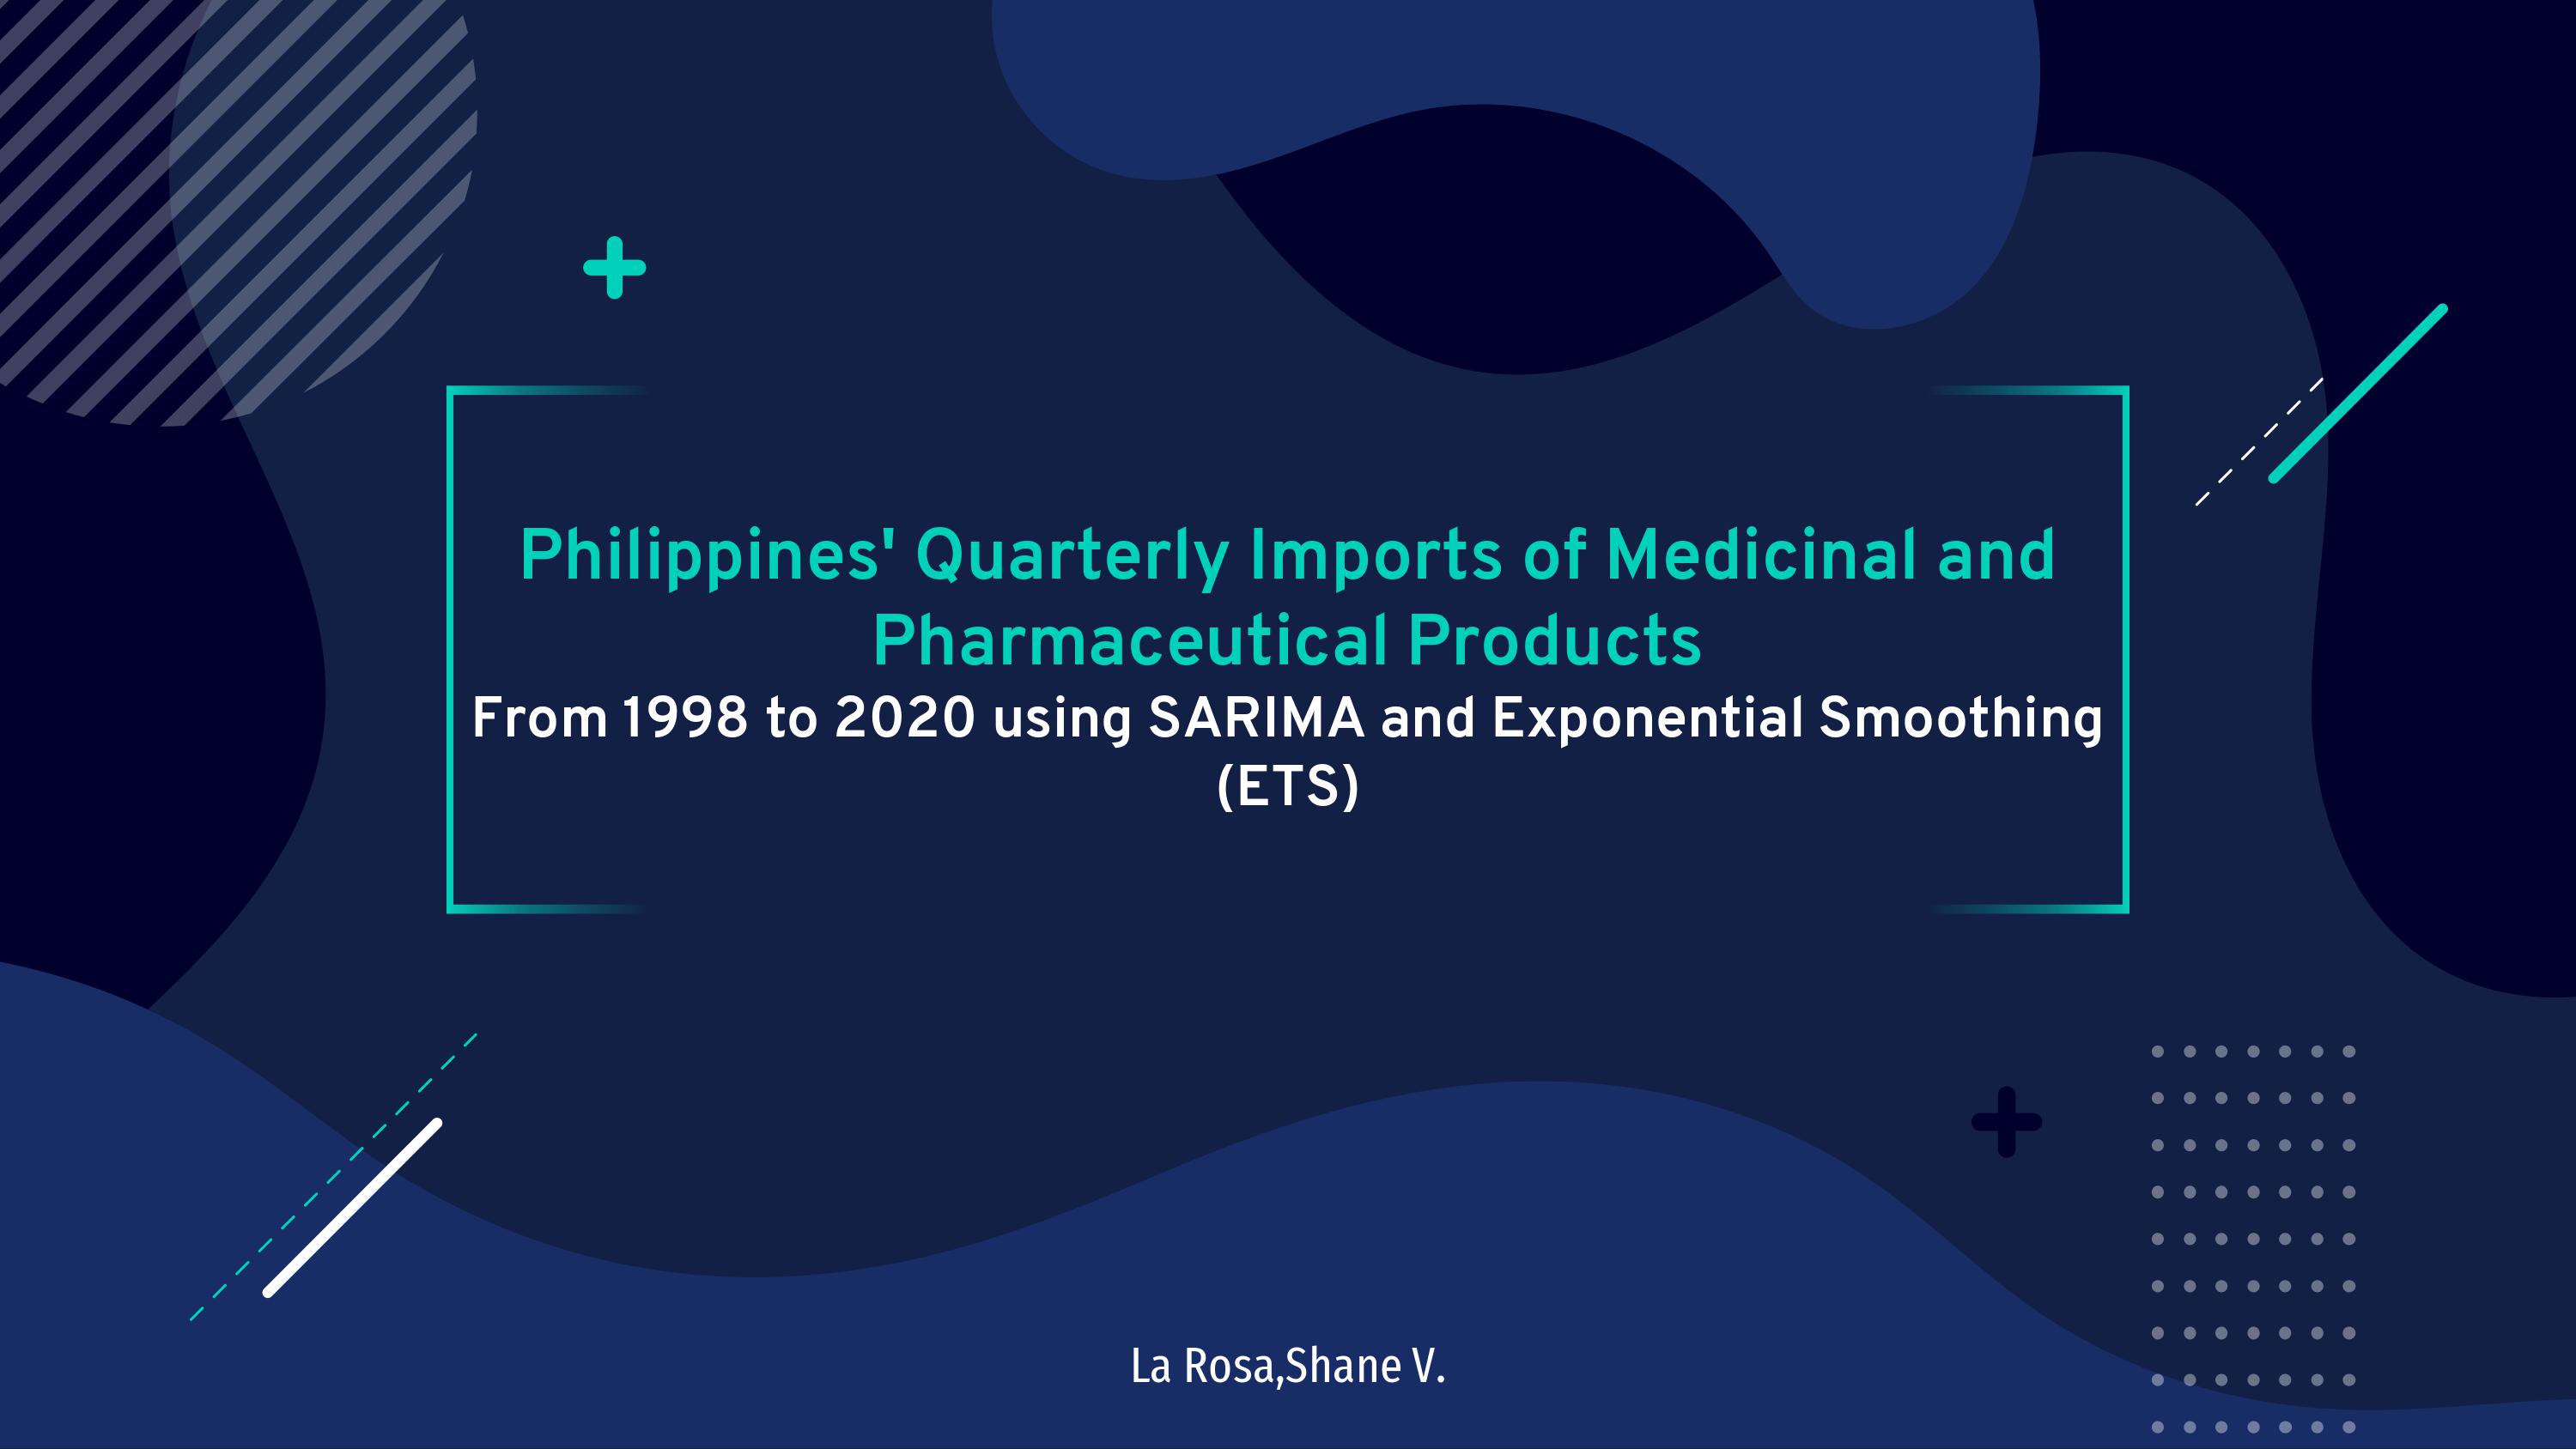 Philippines' Quarterly Imports of Medicinal and
Pharmaceutical Products
From 1998 to 2020 using SARIMA and Exponential Smoothing
(ETS)
La Rosa,Shane V.